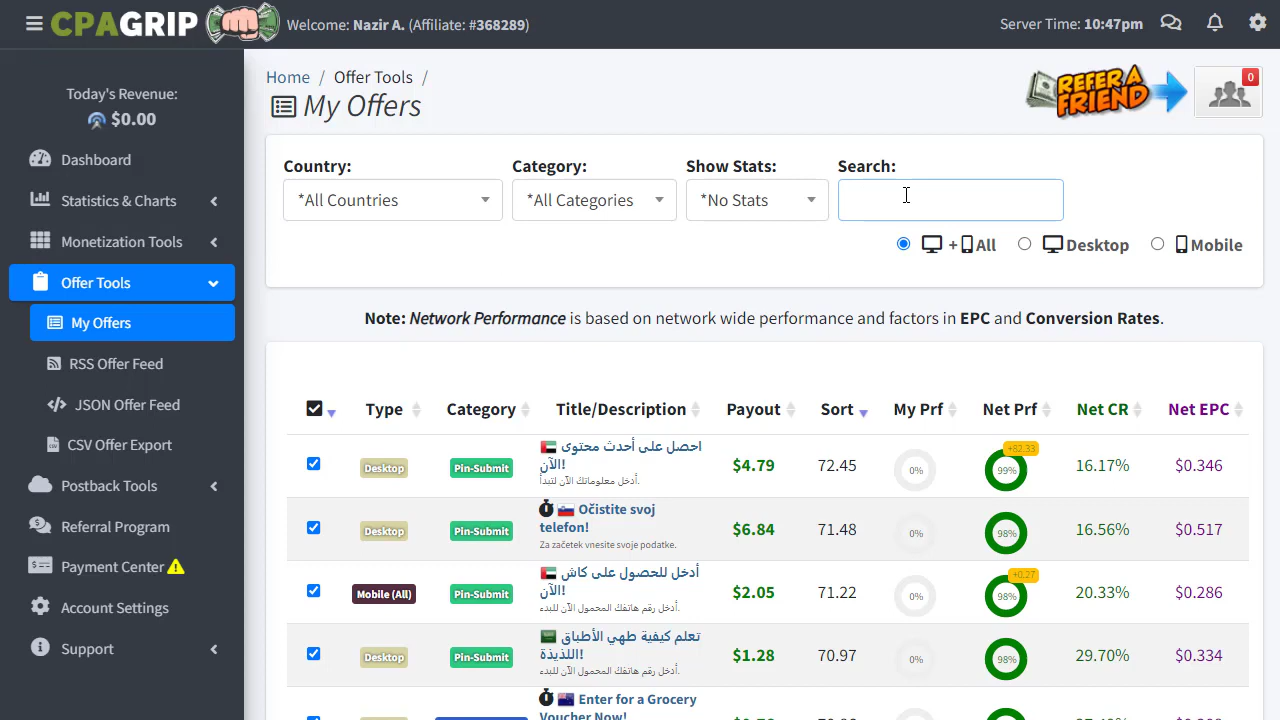 CPAGRIP
Welcome: Nazir A. (Affiliate: #368289)
Server Time: 10:47pm
Today's Revenue:
$0.00
Dashboard
Statistics & Charts
Monetization Tools
Offer Tools
My Offers
RSS Offer Feed
JSON Offer Feed
CSV Offer Export
Postback Tools
Referral Program
Payment Center
Account Settings
Support
Home / Offer Tools /
My Offers
REFER A
FRIEND
0
Country: Category: Show Stats: Search:
*All Countries *All Categories *No Stats
+ All Desktop Mobile
Note: Network Performance is based on network wide performance and factors in EPC and Conversion Rates.
Type Category Title/Description Payout Sort My Prf Net Prf Net CR Net EPC
Desktop Pin-Submit احصل على أحدث محتوى
الآن!
أدخل معلوماتك الآن لتبدأ.
$4.79 72.45 0% 99% +82.33 16.17% $0.346
Desktop Pin-Submit Očistite svoj
telefon!
Za začetek vnesite svoje podatke.
$6.84 71.48 0% 98% 16.56% $0.517
Mobile (All) Pin-Submit أدخل للحصول على كاش
الآن!
أدخل رقم هاتفك المحمول الآن للبدء.
$2.05 71.22 0% 98% +0.27 20.33% $0.286
Desktop Pin-Submit تعلم كيفية طهي الأطباق
اللذيذة!
أدخل رقم هاتفك المحمول الآن للبدء.
$1.28 70.97 0% 98% 29.70% $0.334
Enter for a Grocery
Voucher Now!